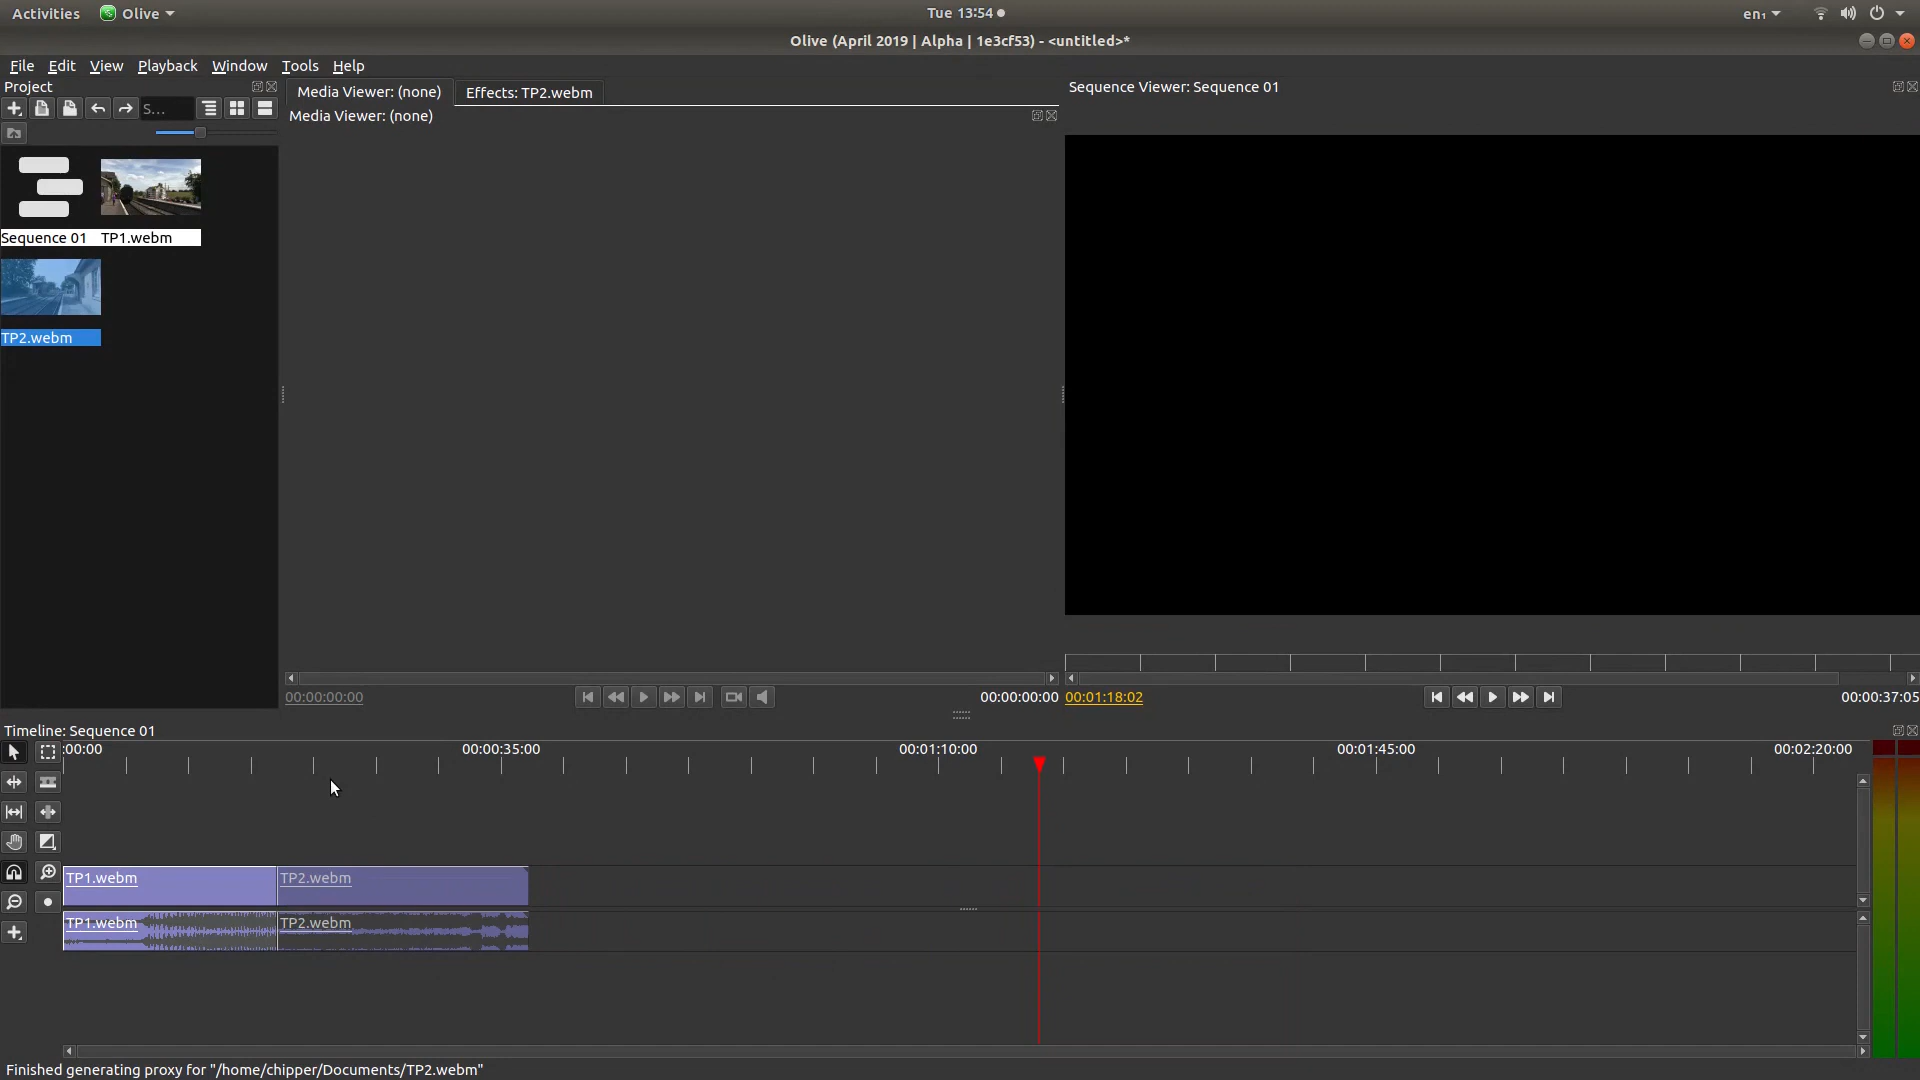 Activities Olive Tue 13:54 en₁
Olive (April 2019 | Alpha | 1e3cf53) - <untitled>*
File Edit View Playback Window Tools Help
Project
S...
Sequence 01 TP1.webm
TP2.webm
Media Viewer: (none) Effects: TP2.webm
Media Viewer: (none)
00:00:00:00 00:00:00:00
Sequence Viewer: Sequence 01
00:01:18:02 00:00:37:05
Timeline: Sequence 01
:00:00 00:00:35:00 00:01:10:00 00:01:45:00 00:02:20:00
TP1.webm TP2.webm
TP1.webm TP2.webm
Finished generating proxy for "/home/chipper/Documents/TP2.webm"